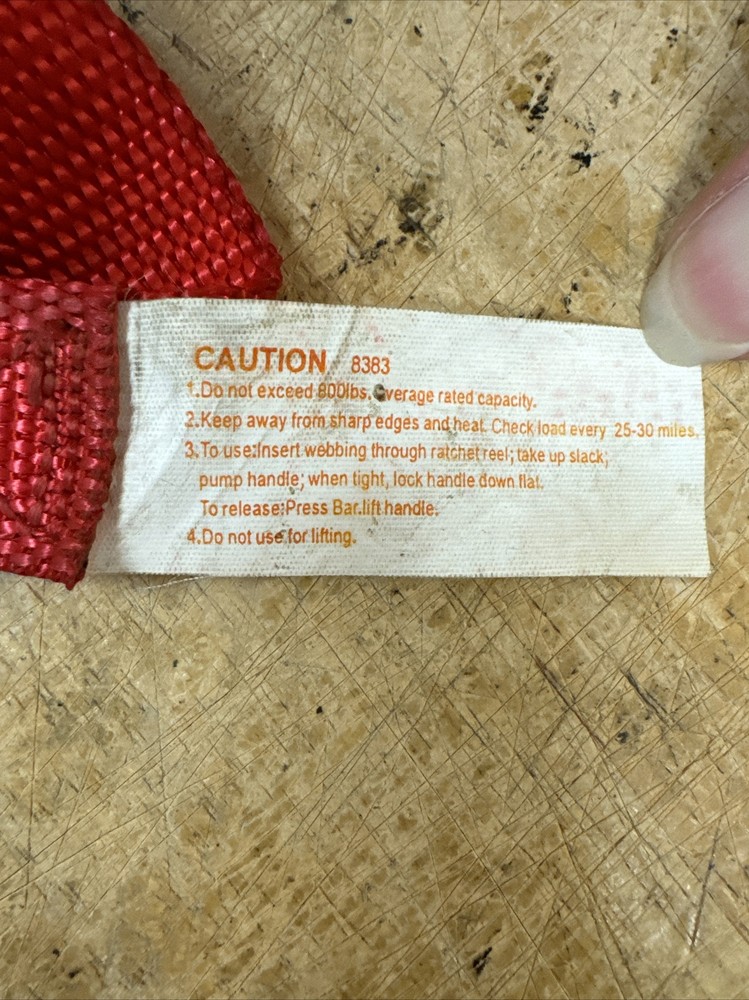 CAUTION 8383
1.Do not exceed 800lbs. average rated capacity.
2.Keep away from sharp edges and heat. Check load every 25-30 miles.
3.To use:Insert webbing through ratchet reel; take up slack;
pump handle; when tight, lock handle down flat.
To release:Press Bar.lift handle.
4.Do not use for lifting.